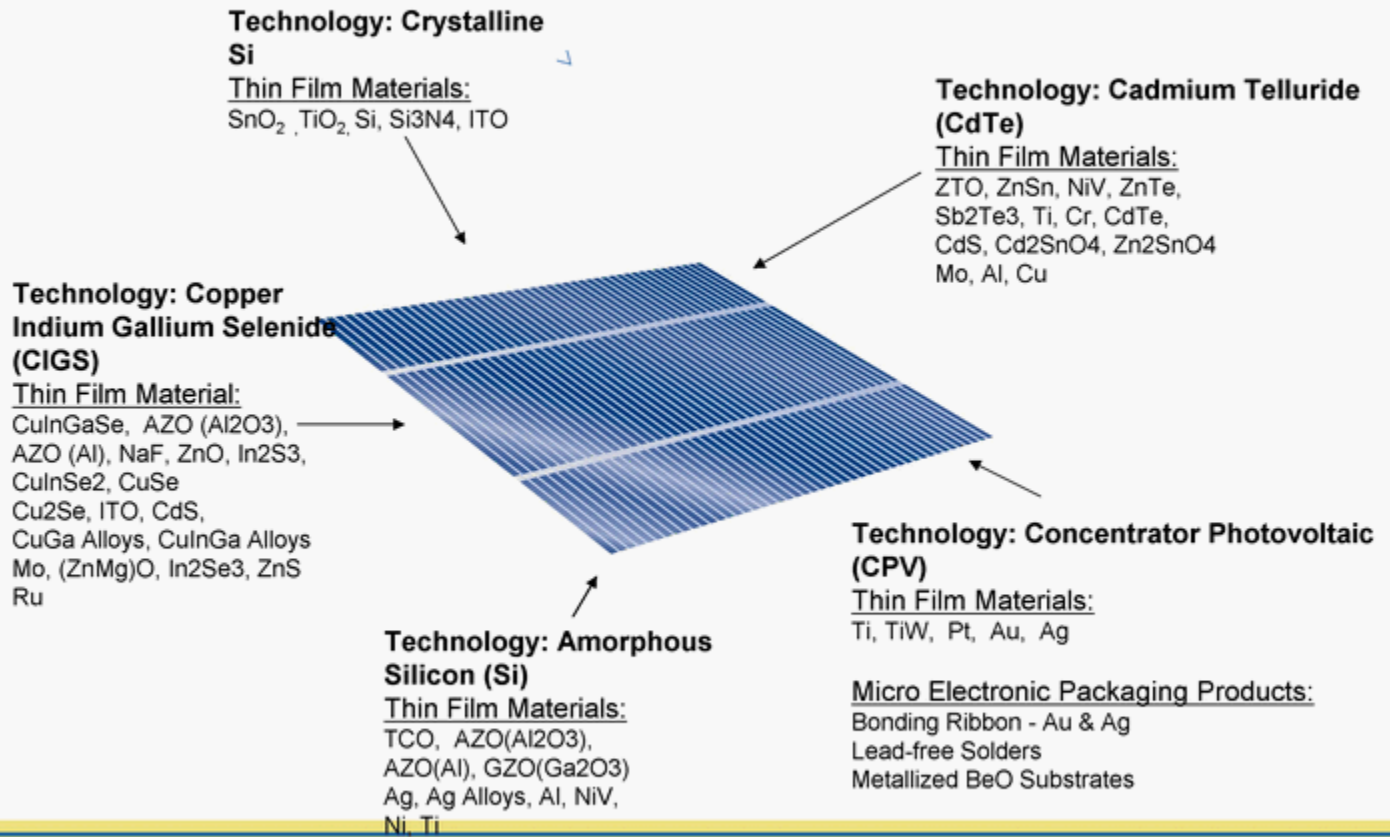 Technology: Crystalline
Si
Thin Film Materials:
SnO₂ ,TiO₂, Si, Si3N4, ITO
Technology: Cadmium Telluride
(CdTe)
Thin Film Materials:
ZTO, ZnSn, NiV, ZnTe,
Sb2Te3, Ti, Cr, CdTe,
CdS, Cd2SnO4, Zn2SnO4
Mo, Al, Cu
Technology: Copper
Indium Gallium Selenide
(CIGS)
Thin Film Material:
CuInGaSe, AZO (Al2O3),
AZO (Al), NaF, ZnO, In2S3,
CuInSe2, CuSe
Cu2Se, ITO, CdS,
CuGa Alloys, CuInGa Alloys
Mo, (ZnMg)O, In2Se3, ZnS
Ru
Technology: Concentrator Photovoltaic
(CPV)
Thin Film Materials:
Ti, TiW, Pt, Au, Ag
Micro Electronic Packaging Products:
Bonding Ribbon - Au & Ag
Lead-free Solders
Metallized BeO Substrates
Technology: Amorphous
Silicon (Si)
Thin Film Materials:
TCO, AZO(Al2O3),
AZO(Al), GZO(Ga2O3)
Ag, Ag Alloys, Al, NiV,
Ni, Ti